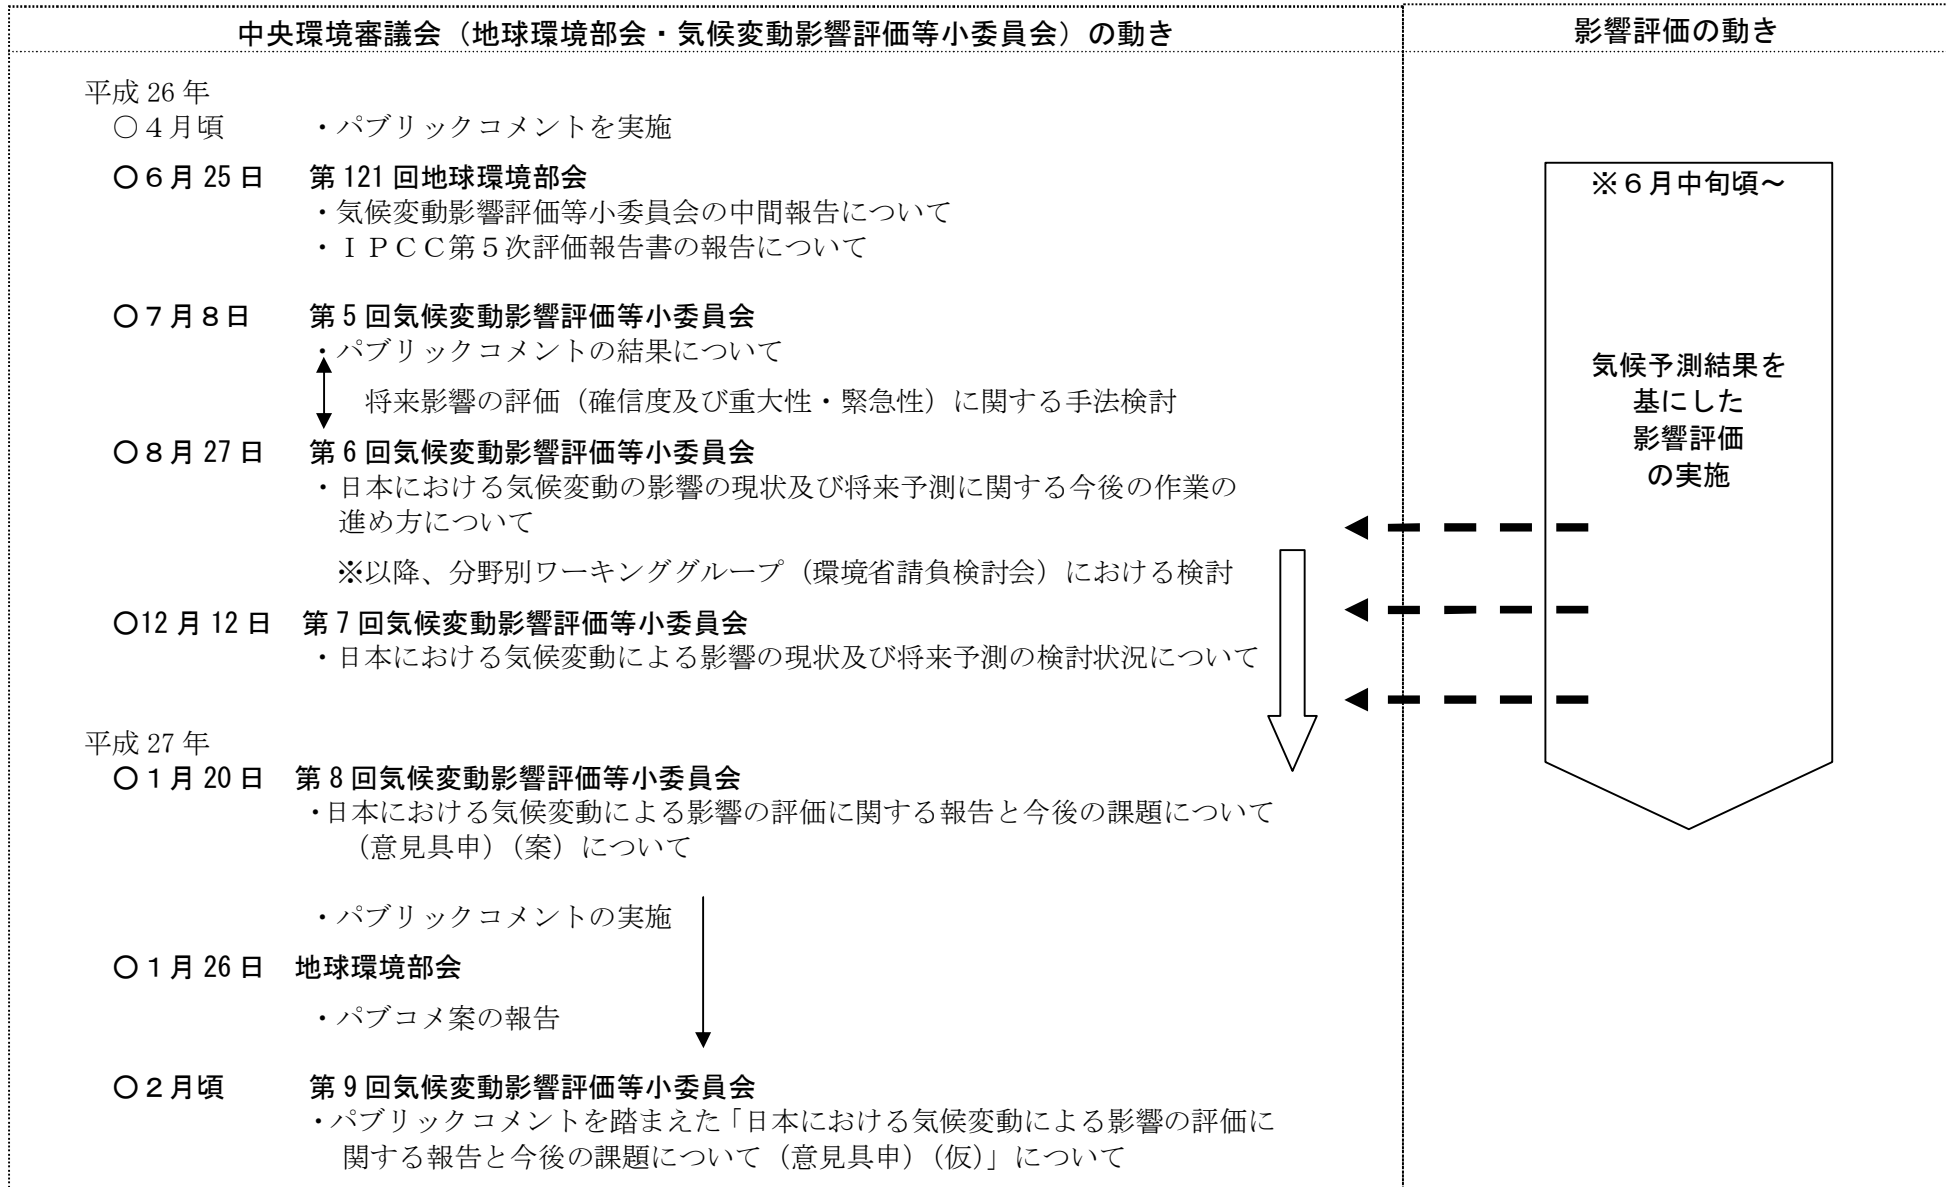 中央環境審議会（地球環境部会・気候変動影響評価等小委員会）の動き
影響評価の動き
平成 26 年
○４月頃　・パブリックコメントを実施
○６月 25 日　第 121 回地球環境部会
・気候変動影響評価等小委員会の中間報告について
・ＩＰＣＣ第５次評価報告書の報告について
○７月８日　第 5 回気候変動影響評価等小委員会
・パブリックコメントの結果について
将来影響の評価（確信度及び重大性・緊急性）に関する手法検討
○８月 27 日　第 6 回気候変動影響評価等小委員会
・日本における気候変動の影響の現状及び将来予測に関する今後の作業の
進め方について
※以降、分野別ワーキンググループ（環境省請負検討会）における検討
○12 月 12 日　第 7 回気候変動影響評価等小委員会
・日本における気候変動による影響の現状及び将来予測の検討状況について
平成 27 年
○１月 20 日　第 8 回気候変動影響評価等小委員会
・日本における気候変動による影響の評価に関する報告と今後の課題について
（意見具申）（案）について
・パブリックコメントの実施
○１月 26 日　地球環境部会
・パブコメ案の報告
○２月頃　第 9 回気候変動影響評価等小委員会
・パブリックコメントを踏まえた「日本における気候変動による影響の評価に
関する報告と今後の課題について（意見具申）（仮）」について
※６月中旬頃～
気候予測結果を
基にした
影響評価
の実施